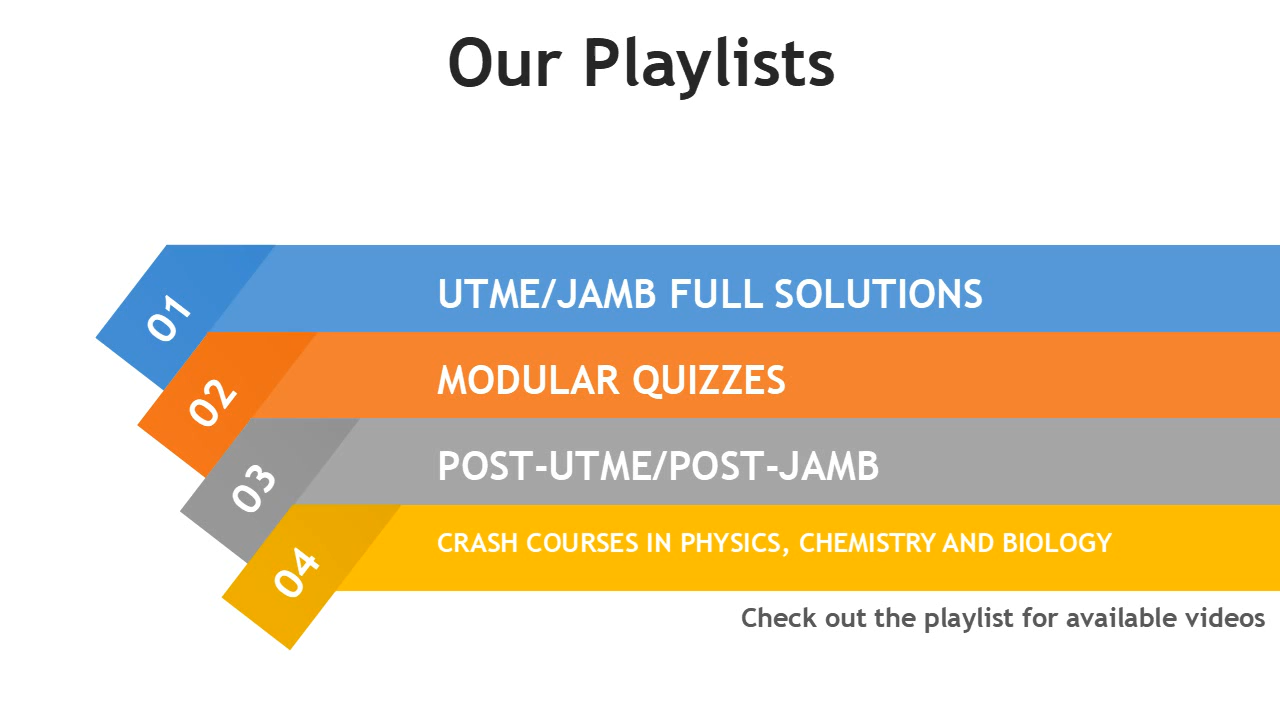 Our Playlists
01
UTME/JAMB FULL SOLUTIONS
02
MODULAR QUIZZES
03
POST-UTME/POST-JAMB
04
CRASH COURSES IN PHYSICS, CHEMISTRY AND BIOLOGY
Check out the playlist for available videos